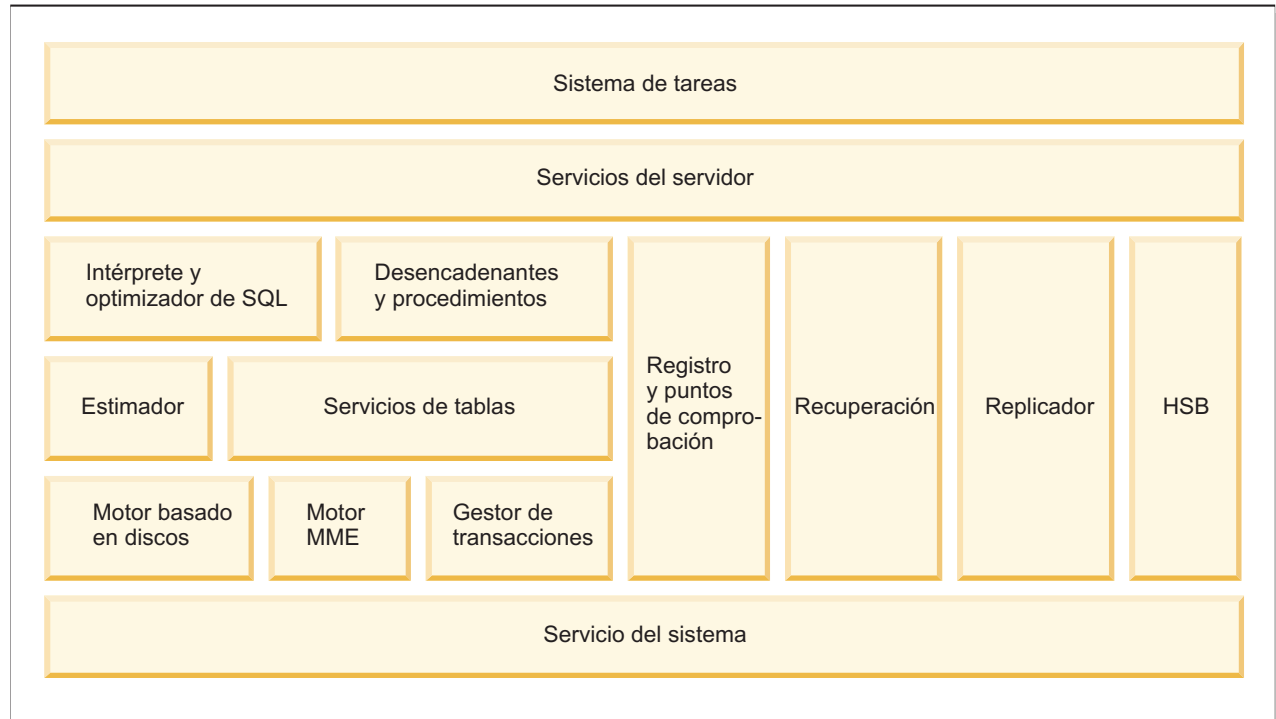 Sistema de tareas
Servicios del servidor
Intérprete y
optimizador de SQL
Desencadenantes
y procedimientos
Registro
y puntos
de compro-
bación
Recuperación
Replicador
HSB
Estimador
Servicios de tablas
Motor basado
en discos
Motor
MME
Gestor de
transacciones
Servicio del sistema